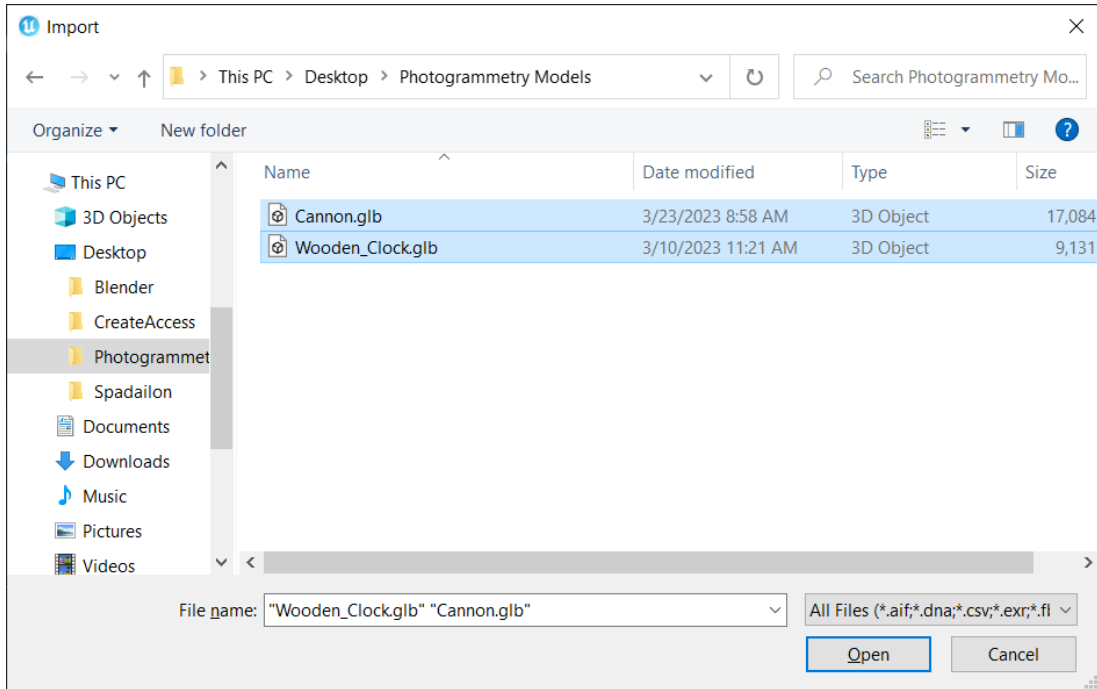 Import
This PC > Desktop > Photogrammetry Models
Search Photogrammetry Mo...
Organize
New folder
Name Date modified Type Size
Cannon.glb 3/23/2023 8:58 AM 3D Object 17,084
Wooden_Clock.glb 3/10/2023 11:21 AM 3D Object 9,131
This PC
3D Objects
Desktop
Blender
CreateAccess
Photogrammet
Spadailon
Documents
Downloads
Music
Pictures
Videos
File name: "Wooden_Clock.glb" "Cannon.glb"
All Files (*.aif;*.dna;*.csv;*.exr;*.fl
Open Cancel